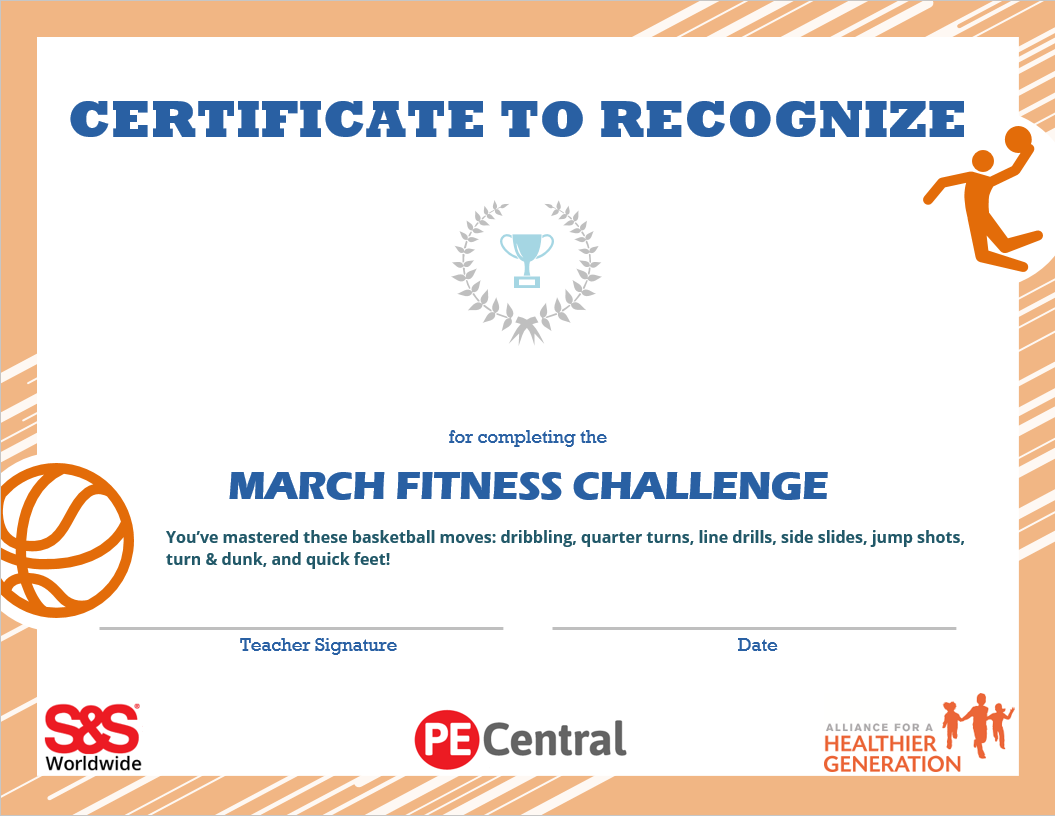 CERTIFICATE TO RECOGNIZE
for completing the
MARCH FITNESS CHALLENGE
You’ve mastered these basketball moves: dribbling, quarter turns, line drills, side slides, jump shots,
turn & dunk, and quick feet!
Teacher Signature
Date
S&S®
Worldwide
PE Central
ALLIANCE FOR A
HEALTHIER
GENERATION